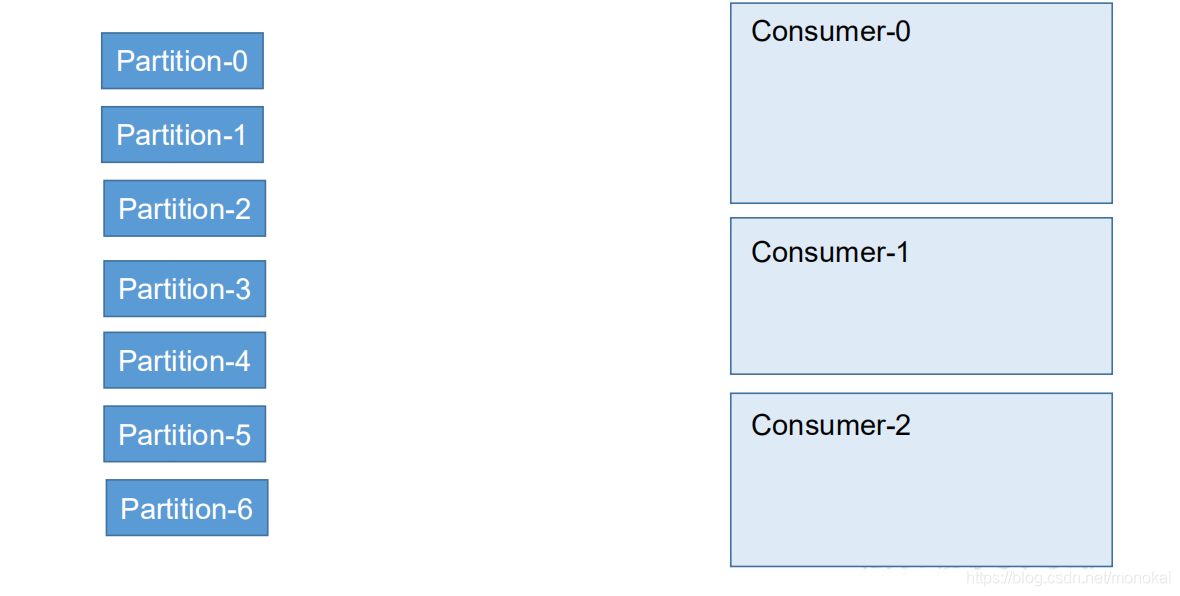 Partition-0
Partition-1
Partition-2
Partition-3
Partition-4
Partition-5
Partition-6
Consumer-0
Consumer-1
Consumer-2
https://blog.csdn.net/monokai